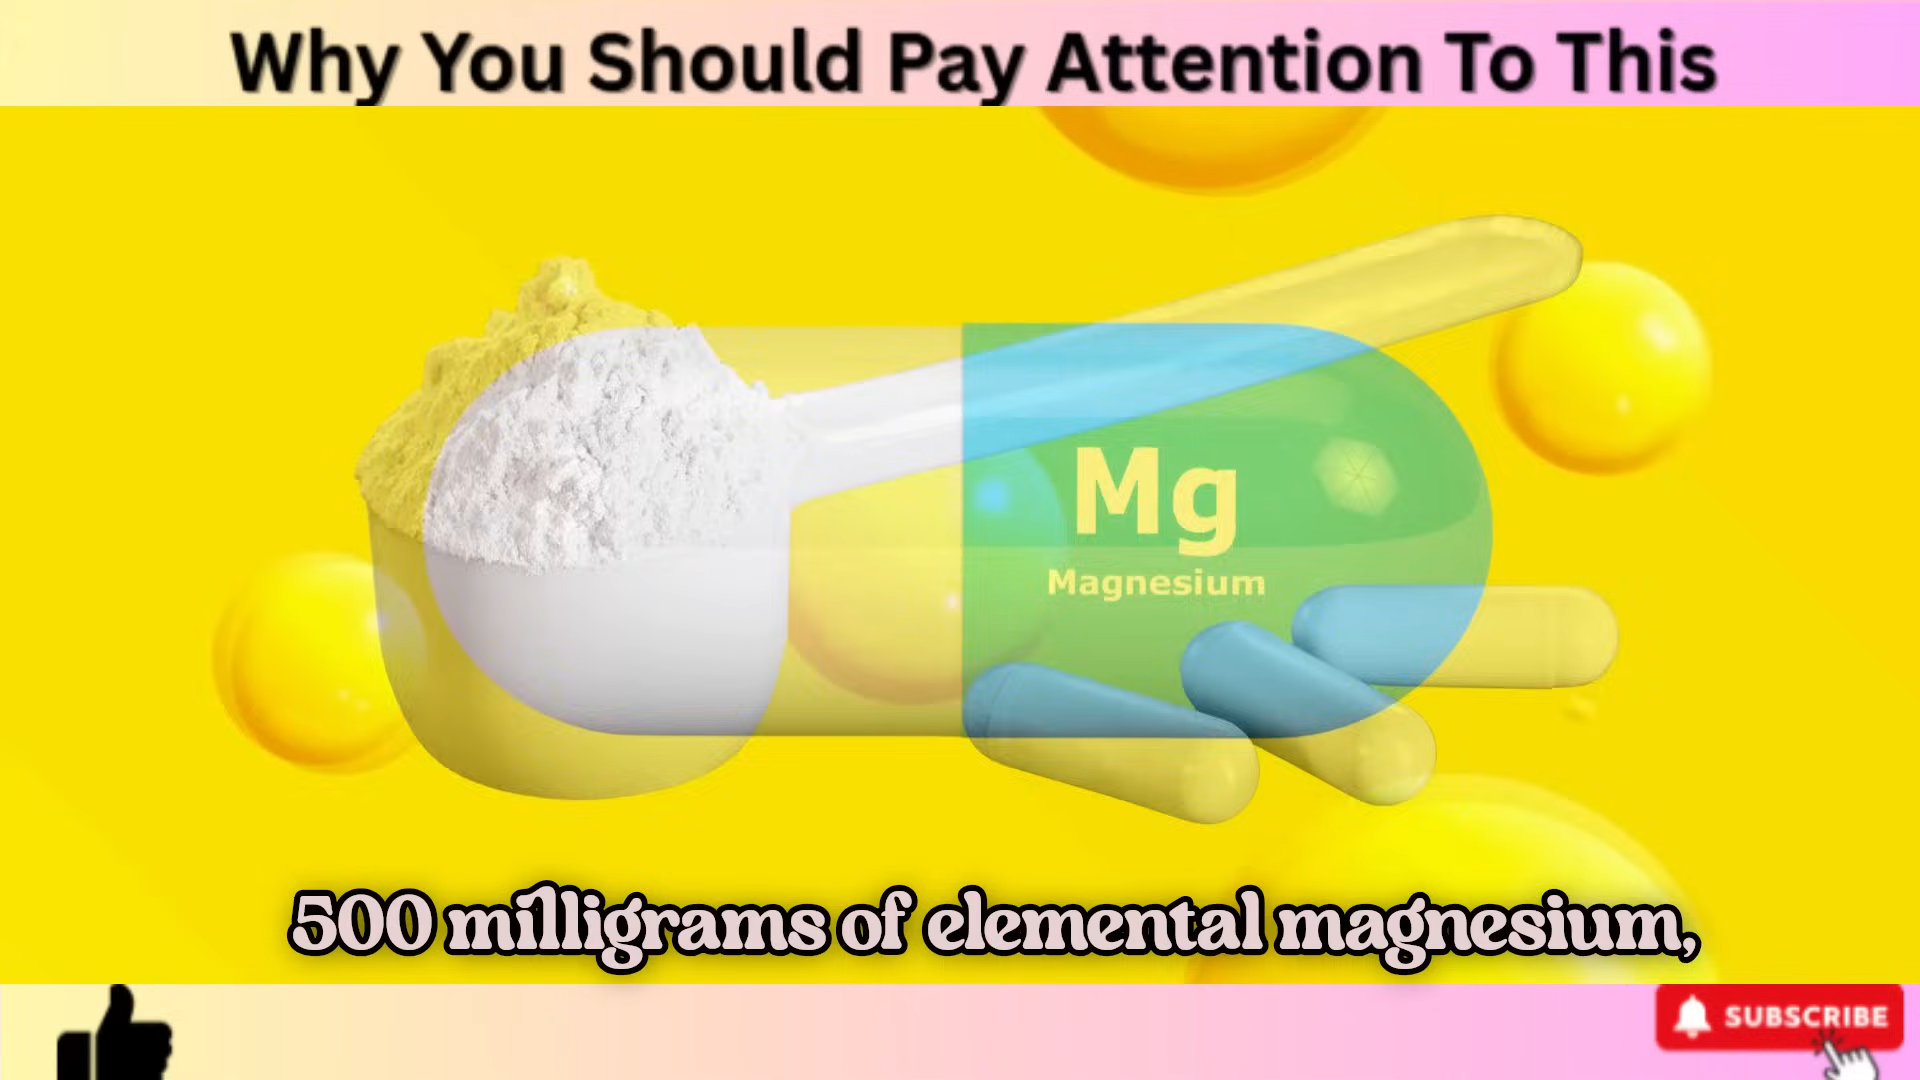 Why You Should Pay Attention To This
Mg
Magnesium
500 milligrams of elemental magnesium,
SUBSCRIBE